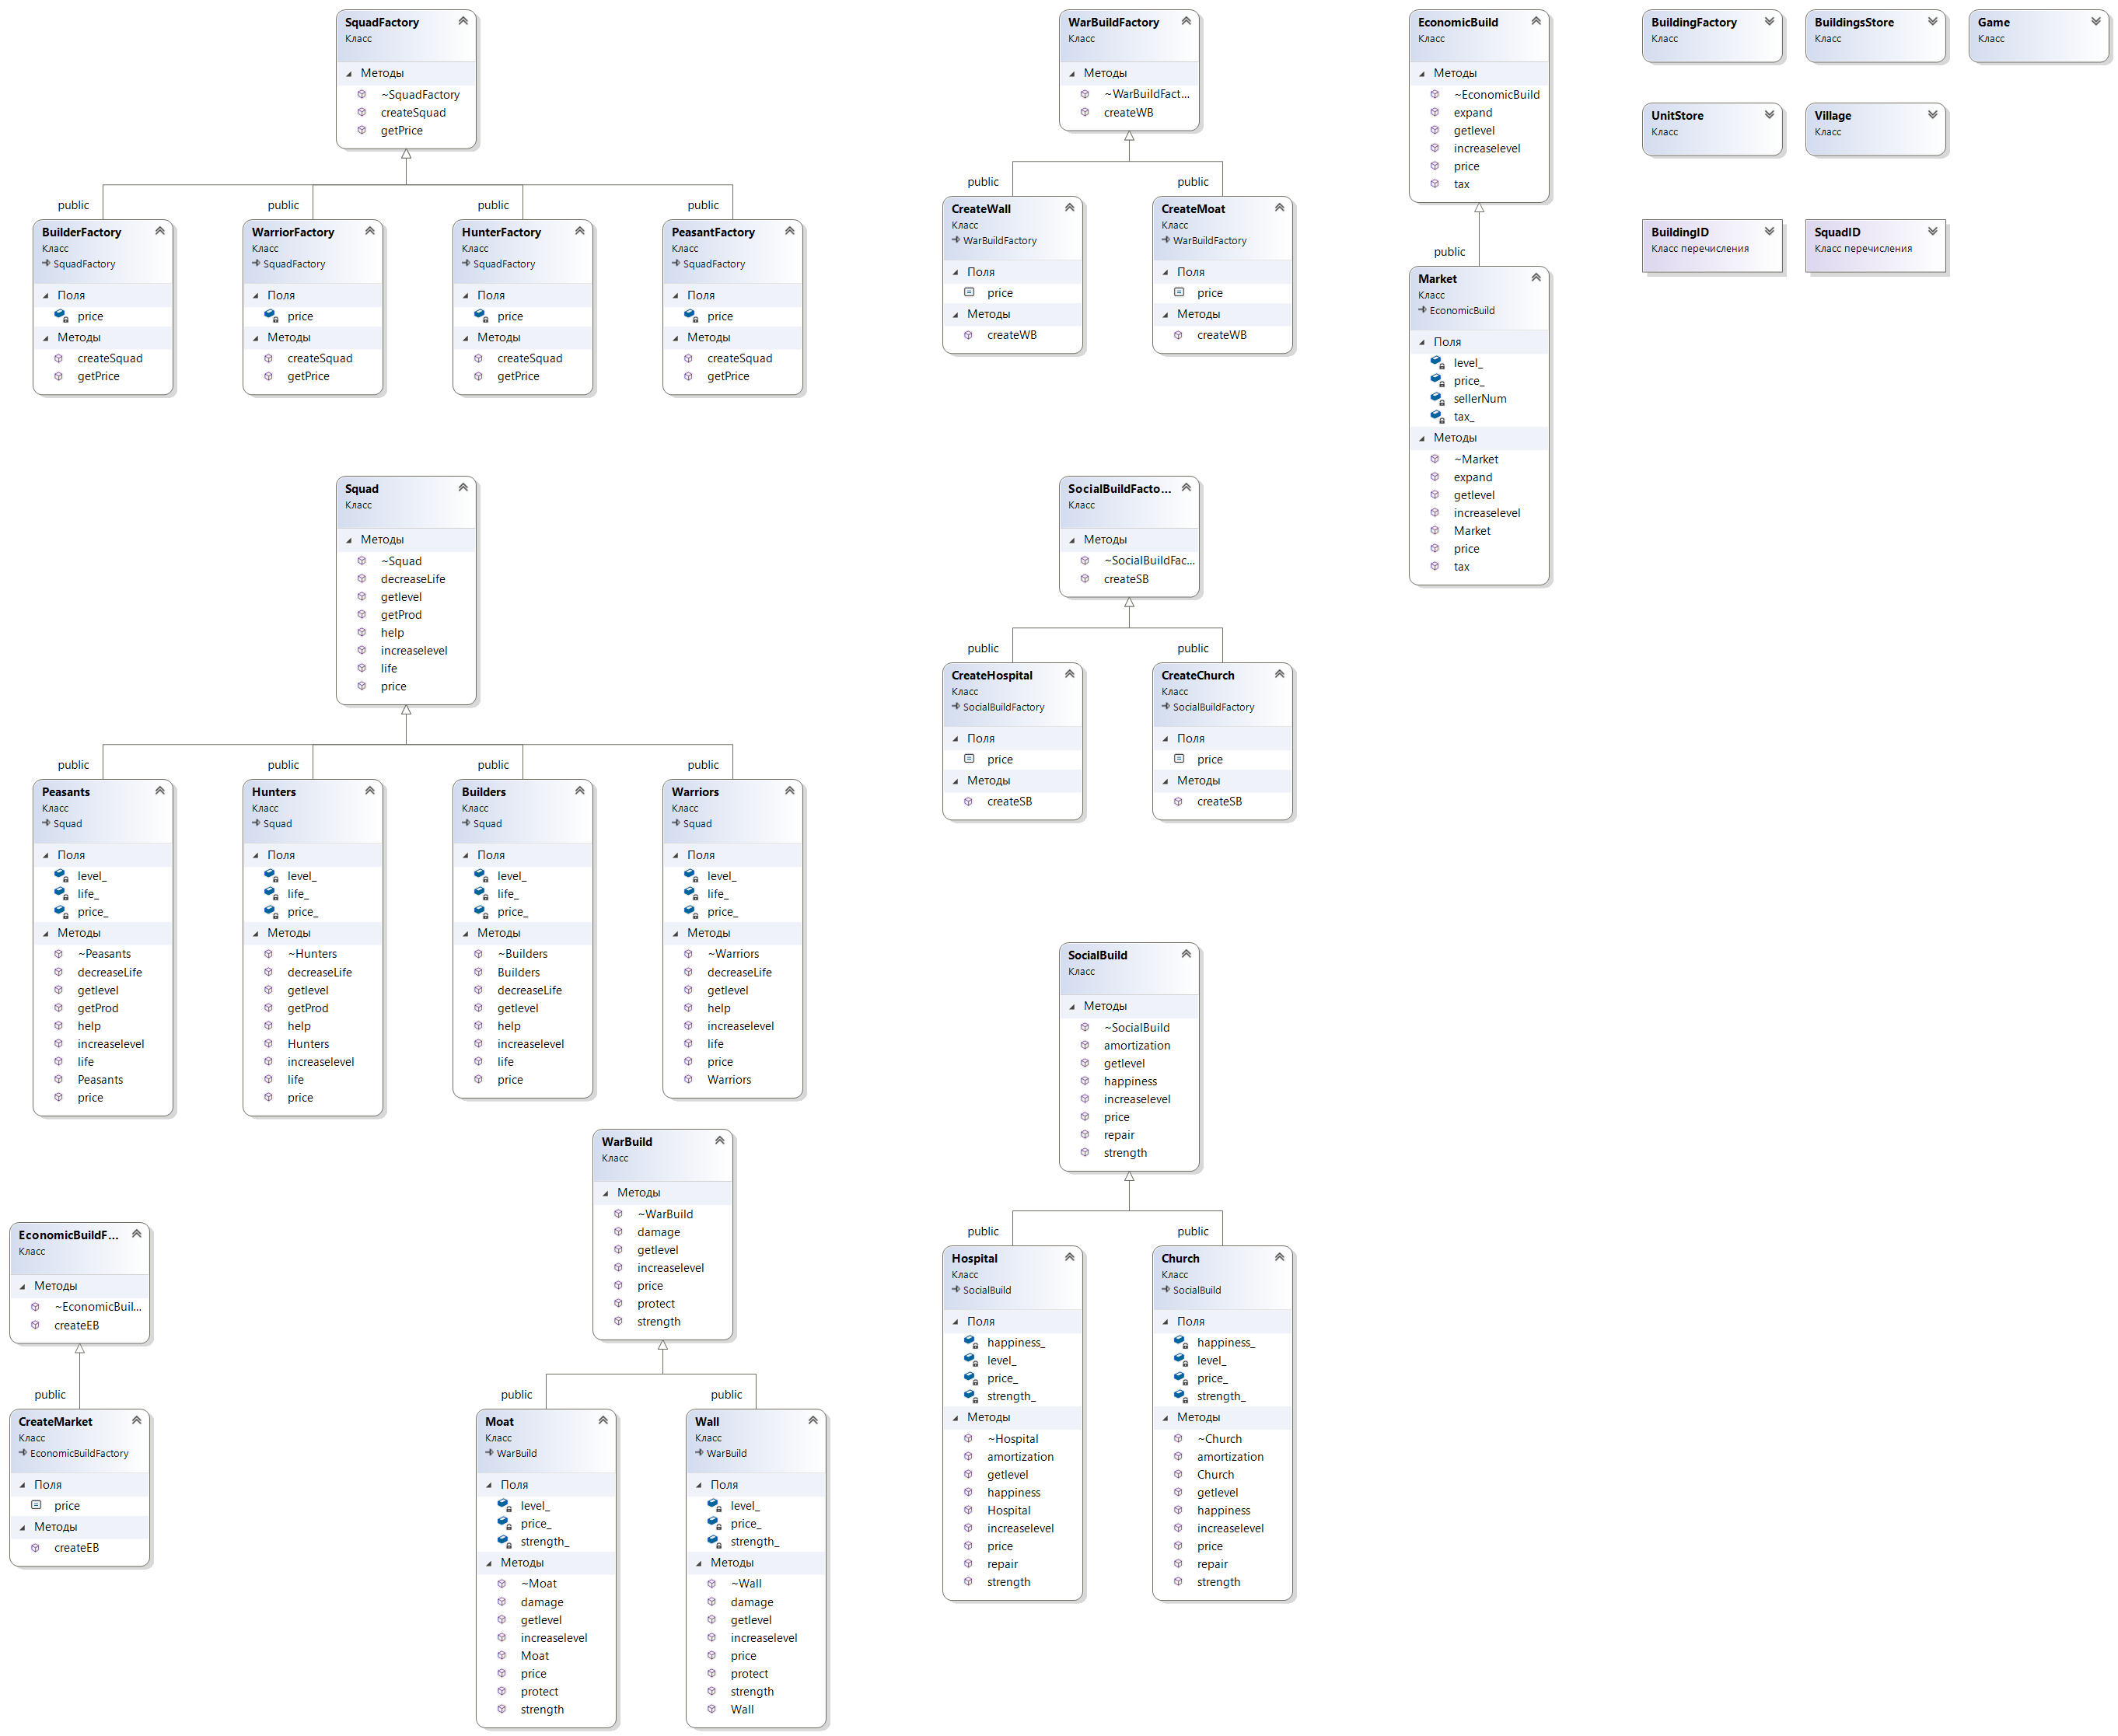 SquadFactory
Класс
Методы
~SquadFactory
createSquad
getPrice
public
public
public
public
BuilderFactory
Класс
SquadFactory
Поля
price
Методы
createSquad
getPrice
WarriorFactory
Класс
SquadFactory
Поля
price
Методы
createSquad
getPrice
HunterFactory
Класс
SquadFactory
Поля
price
Методы
createSquad
getPrice
PeasantFactory
Класс
SquadFactory
Поля
price
Методы
createSquad
getPrice
WarBuildFactory
Класс
Методы
~WarBuildFact...
createWB
public
public
CreateWall
Класс
WarBuildFactory
Поля
price
Методы
createWB
CreateMoat
Класс
WarBuildFactory
Поля
price
Методы
createWB
EconomicBuild
Класс
Методы
~EconomicBuild
expand
getlevel
increaselevel
price
tax
public
Market
Класс
EconomicBuild
Поля
level_
price_
sellerNum
tax_
Методы
~Market
expand
getlevel
increaselevel
Market
price
tax
BuildingFactory
Класс
BuildingsStore
Класс
Game
Класс
UnitStore
Класс
Village
Класс
BuildingID
Класс перечисления
SquadID
Класс перечисления
Squad
Класс
Методы
~Squad
decreaseLife
getlevel
getProd
help
increaselevel
life
price
public
public
public
public
Peasants
Класс
Squad
Поля
level_
life_
price_
Методы
~Peasants
decreaseLife
getlevel
getProd
help
increaselevel
life
Peasants
price
Hunters
Класс
Squad
Поля
level_
life_
price_
Методы
~Hunters
decreaseLife
getlevel
getProd
help
Hunters
increaselevel
life
price
Builders
Класс
Squad
Поля
level_
life_
price_
Методы
~Builders
Builders
decreaseLife
getlevel
help
increaselevel
life
price
Warriors
Класс
Squad
Поля
level_
life_
price_
Методы
~Warriors
decreaseLife
getlevel
help
increaselevel
life
price
Warriors
SocialBuildFacto...
Класс
Методы
~SocialBuildFac...
createSB
public
public
CreateHospital
Класс
SocialBuildFactory
Поля
price
Методы
createSB
CreateChurch
Класс
SocialBuildFactory
Поля
price
Методы
createSB
SocialBuild
Класс
Методы
~SocialBuild
amortization
getlevel
happiness
increaselevel
price
repair
strength
public
public
Hospital
Класс
SocialBuild
Поля
happiness_
level_
price_
strength_
Методы
~Hospital
amortization
getlevel
happiness
Hospital
increaselevel
price
repair
strength
Church
Класс
SocialBuild
Поля
happiness_
level_
price_
strength_
Методы
~Church
amortization
Church
getlevel
happiness
increaselevel
price
repair
strength
WarBuild
Класс
Методы
~WarBuild
damage
getlevel
increaselevel
price
protect
strength
public
public
Moat
Класс
WarBuild
Поля
level_
price_
strength_
Методы
~Moat
damage
getlevel
increaselevel
Moat
price
protect
strength
Wall
Класс
WarBuild
Поля
level_
price_
strength_
Методы
~Wall
damage
getlevel
increaselevel
price
protect
strength
Wall
EconomicBuildF...
Класс
Методы
~EconomicBuil...
createEB
public
CreateMarket
Класс
EconomicBuildFactory
Поля
price
Методы
createEB